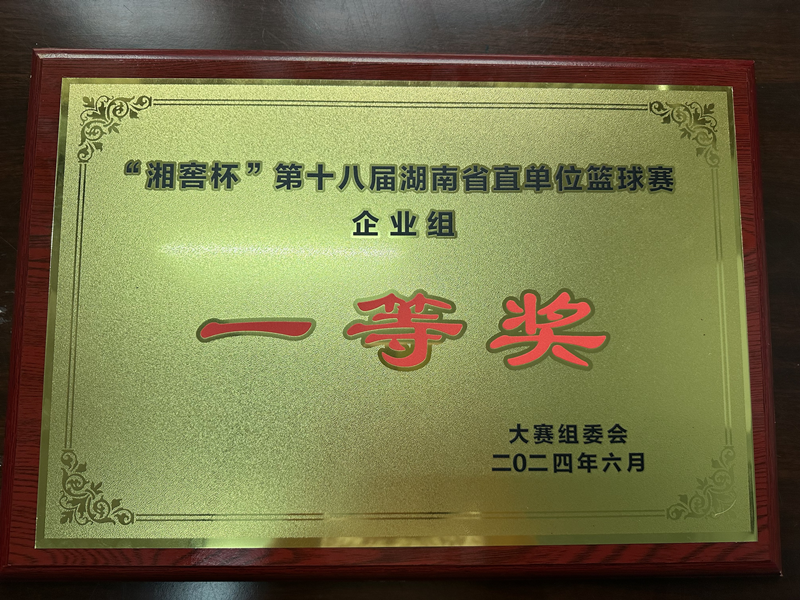 “湘窖杯”第十八届湖南省直单位篮球赛
企业组
一等奖
大赛组委会
二〇二四年六月